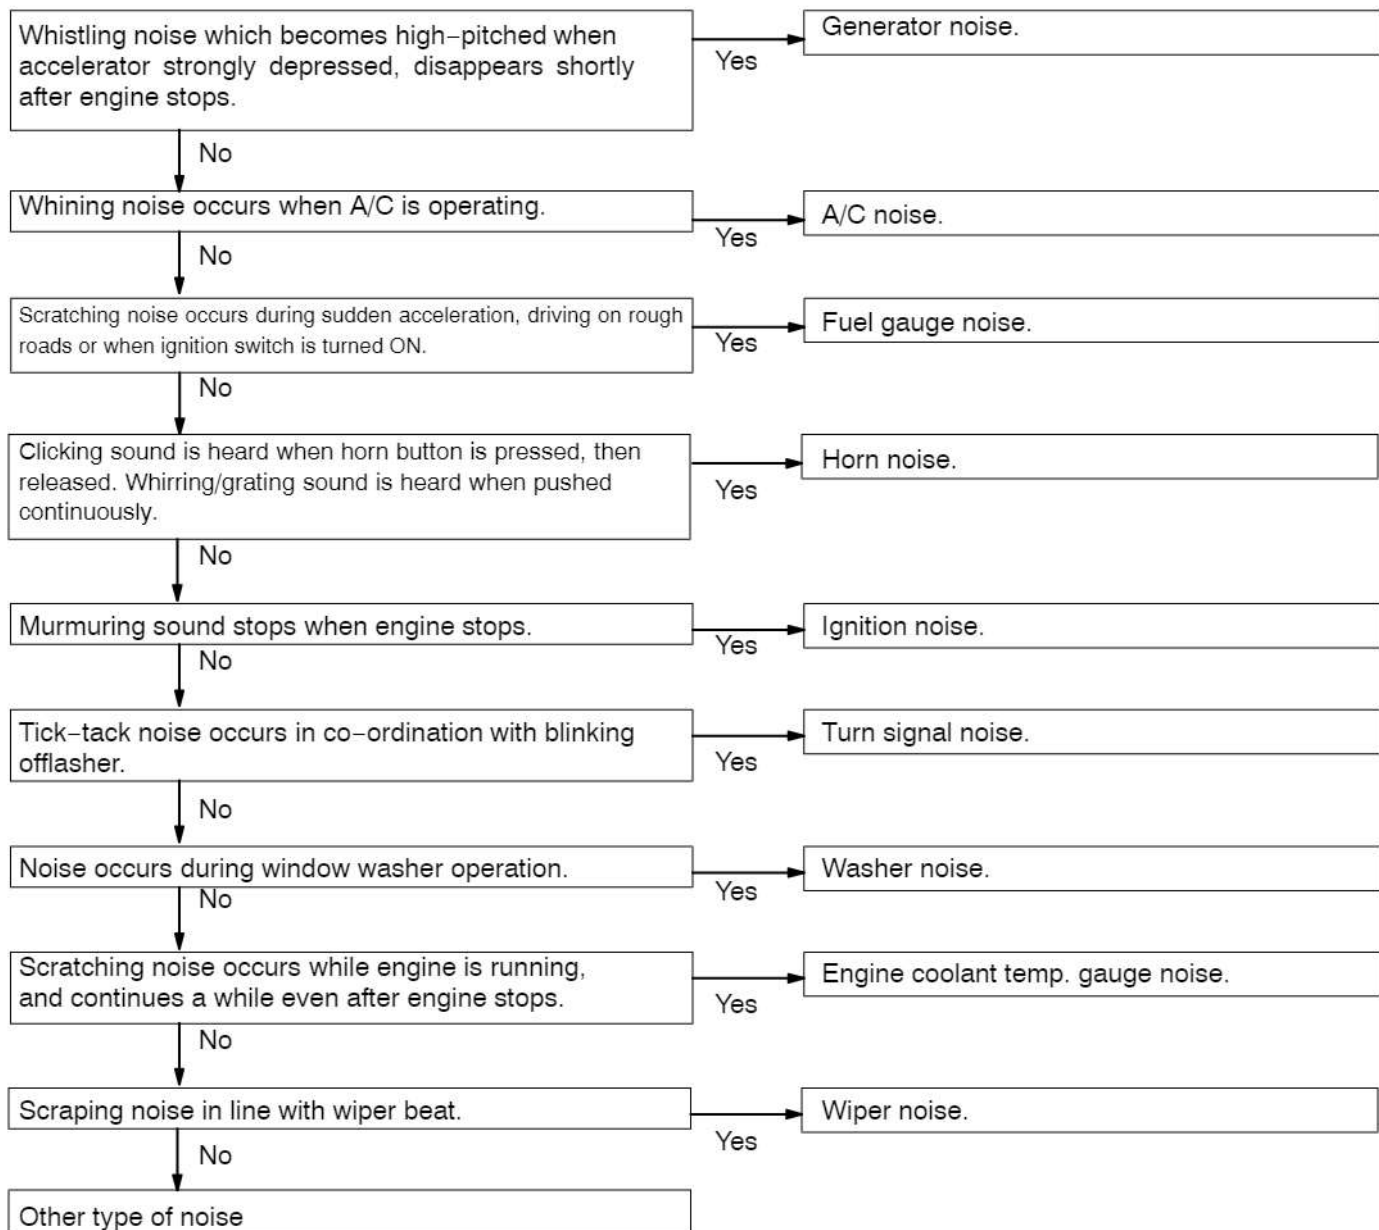 Whistling noise which becomes high-pitched when
accelerator strongly depressed, disappears shortly
after engine stops.
Yes
Generator noise.
No
Whining noise occurs when A/C is operating.
Yes
A/C noise.
No
Scratching noise occurs during sudden acceleration, driving on rough
roads or when ignition switch is turned ON.
Yes
Fuel gauge noise.
No
Clicking sound is heard when horn button is pressed, then
released. Whirring/grating sound is heard when pushed
continuously.
Yes
Horn noise.
No
Murmuring sound stops when engine stops.
Yes
Ignition noise.
No
Tick-tack noise occurs in co-ordination with blinking
offlasher.
Yes
Turn signal noise.
No
Noise occurs during window washer operation.
Yes
Washer noise.
No
Scratching noise occurs while engine is running,
and continues a while even after engine stops.
Yes
Engine coolant temp. gauge noise.
No
Scraping noise in line with wiper beat.
Yes
Wiper noise.
No
Other type of noise